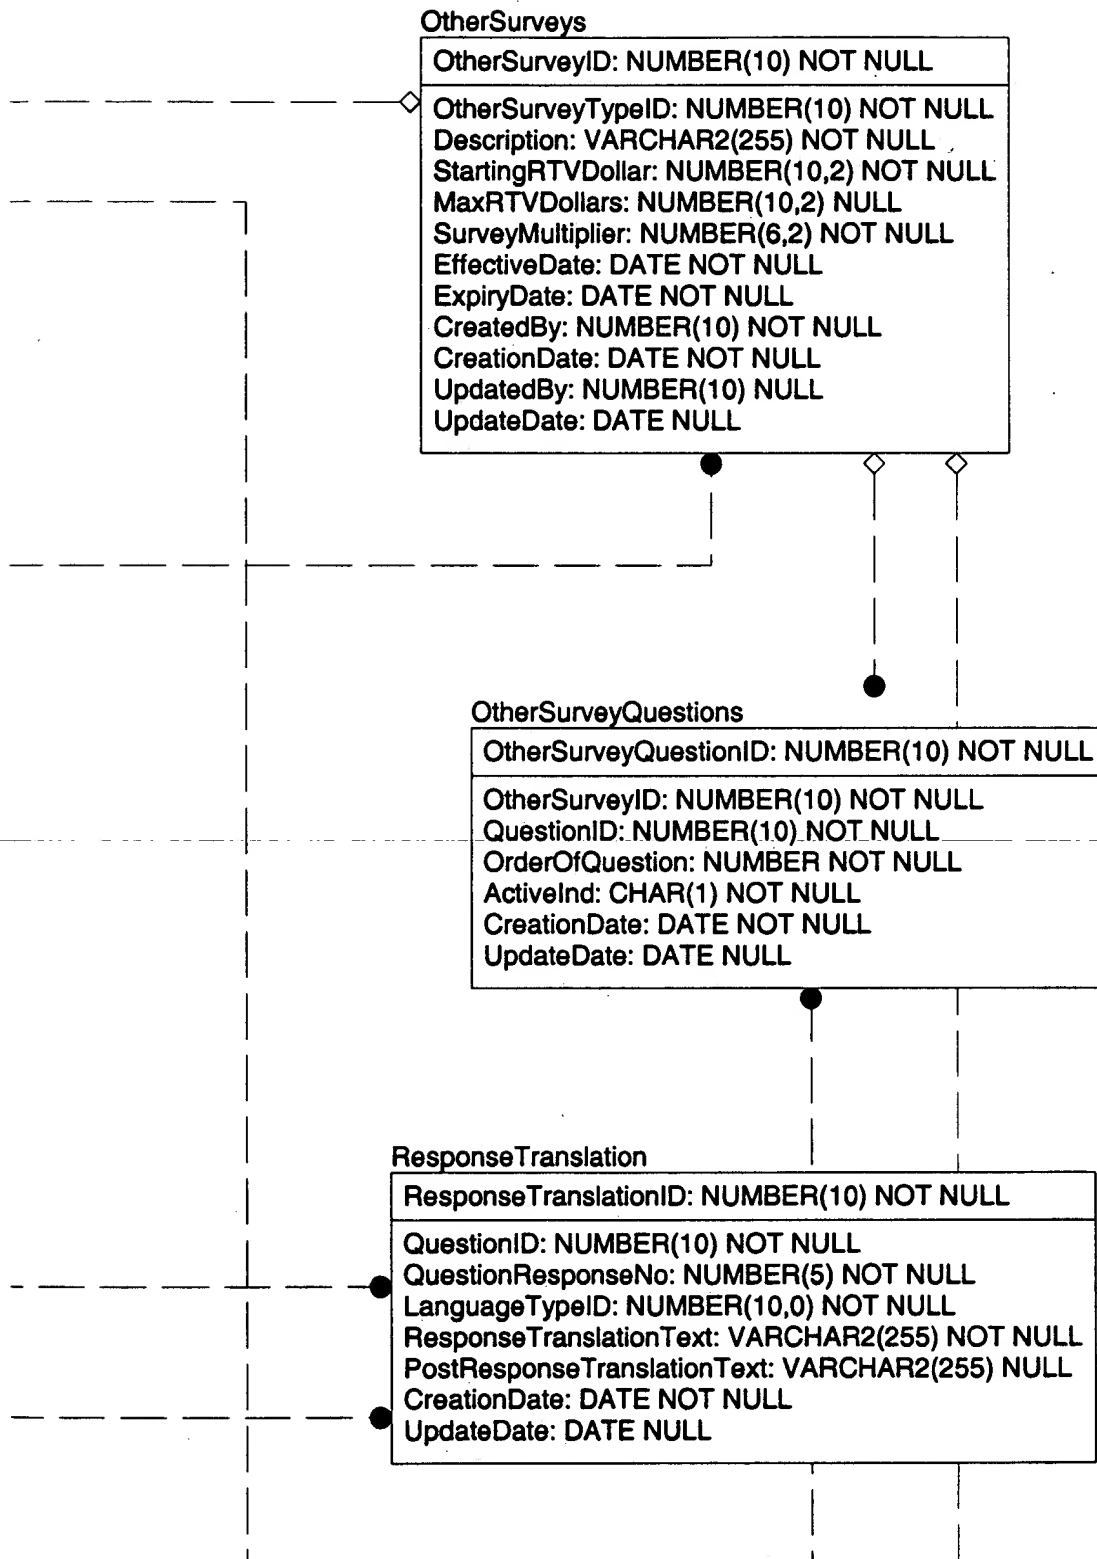 OtherSurveys
OtherSurveyID: NUMBER(10) NOT NULL
OtherSurveyTypeID: NUMBER(10) NOT NULL
Description: VARCHAR2(255) NOT NULL
StartingRTVDollar: NUMBER(10,2) NOT NULL
MaxRTVDollars: NUMBER(10,2) NULL
SurveyMultiplier: NUMBER(6,2) NOT NULL
EffectiveDate: DATE NOT NULL
ExpiryDate: DATE NOT NULL
CreatedBy: NUMBER(10) NOT NULL
CreationDate: DATE NOT NULL
UpdatedBy: NUMBER(10) NULL
UpdateDate: DATE NULL
OtherSurveyQuestions
OtherSurveyQuestionID: NUMBER(10) NOT NULL
OtherSurveyID: NUMBER(10) NOT NULL
QuestionID: NUMBER(10) NOT NULL
OrderOfQuestion: NUMBER NOT NULL
ActiveInd: CHAR(1) NOT NULL
CreationDate: DATE NOT NULL
UpdateDate: DATE NULL
ResponseTranslation
ResponseTranslationID: NUMBER(10) NOT NULL
QuestionID: NUMBER(10) NOT NULL
QuestionResponseNo: NUMBER(5) NOT NULL
LanguageTypeID: NUMBER(10,0) NOT NULL
ResponseTranslationText: VARCHAR2(255) NOT NULL
PostResponseTranslationText: VARCHAR2(255) NULL
CreationDate: DATE NOT NULL
UpdateDate: DATE NULL